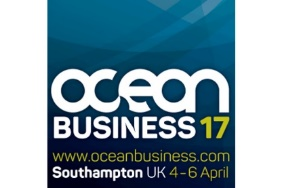 ocean
BUSINESS 17
www.oceanbusiness.com
Southampton UK 4-6 April